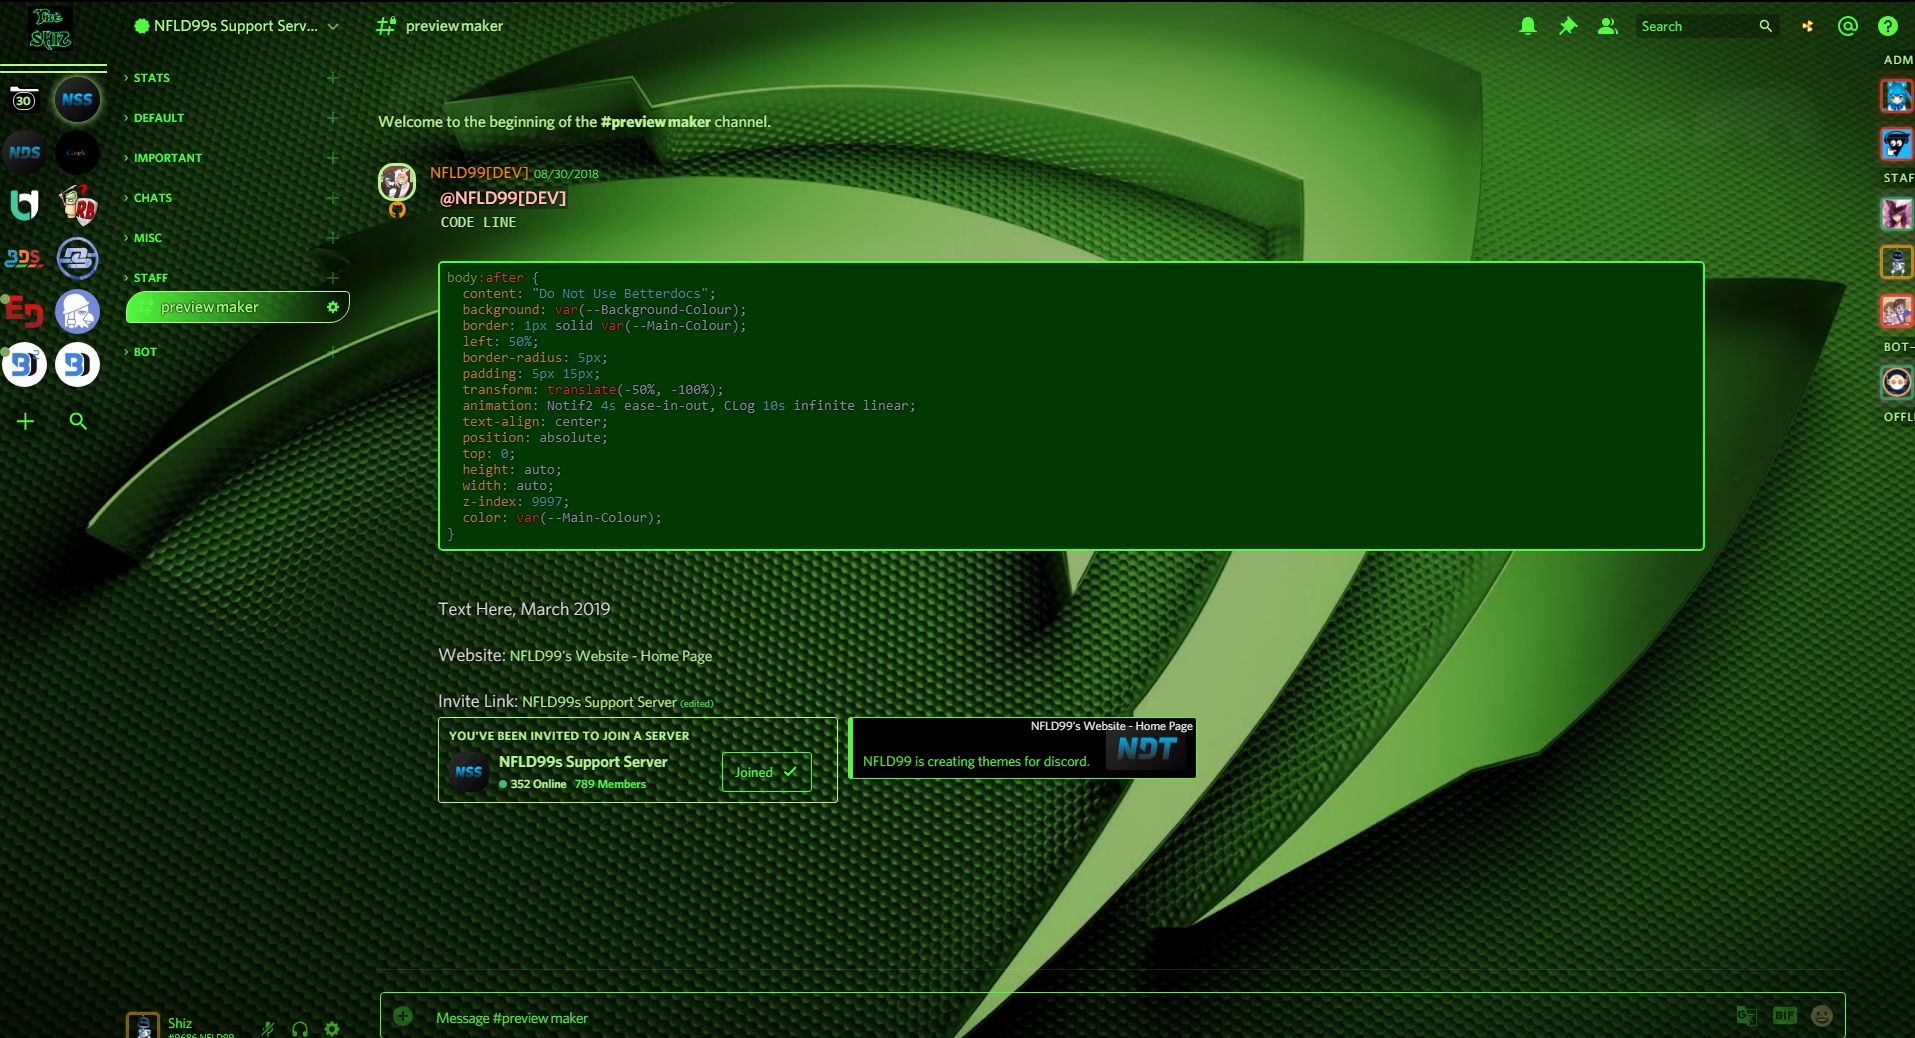 The
SHIZ
NFLD99s Support Serv...
preview maker
Search
30
NSS
NDS
Geek
RB
BDS
ED
STATS
DEFAULT
IMPORTANT
CHATS
MISC
STAFF
preview maker
BOT
Welcome to the beginning of the #preview maker channel.
NFLD99[DEV] 08/30/2018
@NFLD99[DEV]
CODE LINE
body:after {
content: "Do Not Use Betterdocs";
background: var(--Background-Colour);
border: 1px solid var(--Main-Colour);
left: 50%;
border-radius: 5px;
padding: 5px 15px;
transform: translate(-50%, -100%);
animation: Notif2 4s ease-in-out, CLog 10s infinite linear;
text-align: center;
position: absolute;
top: 0;
height: auto;
width: auto;
z-index: 9997;
color: var(--Main-Colour);
}
Text Here, March 2019
Website: NFLD99's Website - Home Page
Invite Link: NFLD99s Support Server (edited)
YOU'VE BEEN INVITED TO JOIN A SERVER
NSS
NFLD99s Support Server
352 Online 789 Members
Joined
NFLD99's Website - Home Page
NFLD99 is creating themes for discord.
NDT
ADM
STAF
BOT-
OFFL
Shiz
#9686 NFLD99
Message #preview maker
GIF